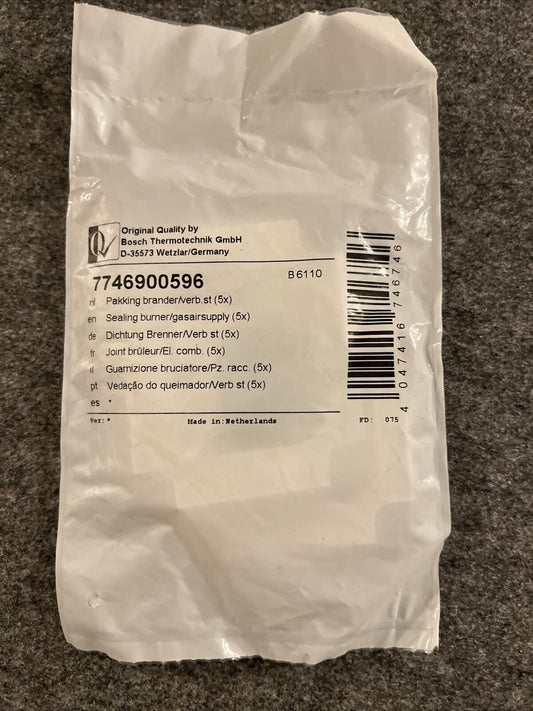 Original Quality by
Bosch Thermotechnik GmbH
D-35573 Wetzlar/Germany
7746900596 B 6110
nl Pakking brander/verb.st (5x)
en Sealing burner/gasairsupply (5x)
de Dichtung Brenner/Verb st (5x)
fr Joint brûleur/El. comb. (5x)
it Guarnizione bruciatore/Pz. racc. (5x)
pt Vedação do queimador/Verb st (5x)
es *
Ver:* Made in:Netherlands FD: 075
4 047416 746746